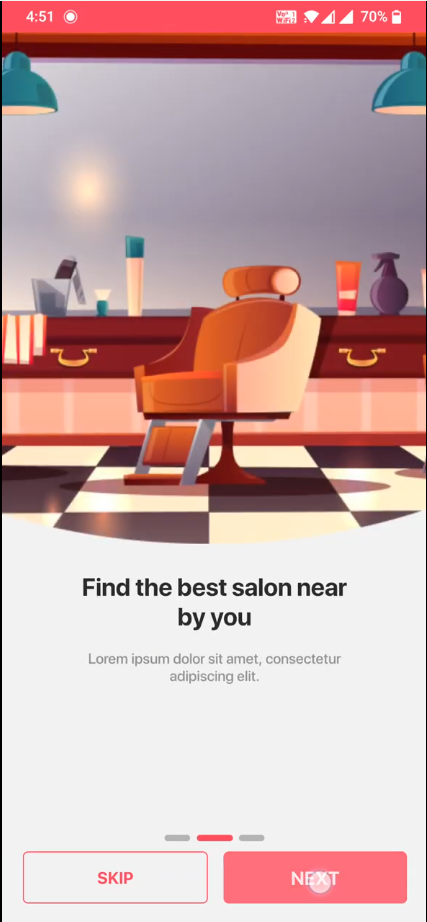 4:51 70%
Find the best salon near
by you
Lorem ipsum dolor sit amet, consectetur
adipiscing elit.
SKIP NEXT